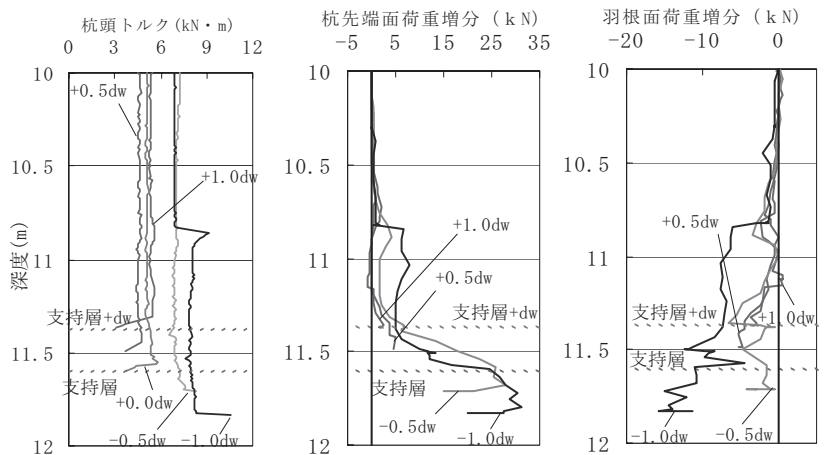 杭頭トルク(kN・m)
0 3 6 9 12
10
10.5
11
11.5
12
深度(m)
+0.5dw
+1.0dw
支持層+dw
支持層
+0.0dw
-0.5dw
-1.0dw
杭先端面荷重増分 (kN)
-5 5 15 25 35
10
10.5
11
11.5
12
+1.0dw
+0.5dw
支持層+dw
支持層
-0.5dw
-1.0dw
羽根面荷重増分 (kN)
-20 -10 0
10
10.5
11
11.5
12
+0.5dw
支持層+dw
+1.0dw
支持層
-1.0dw
-0.5dw